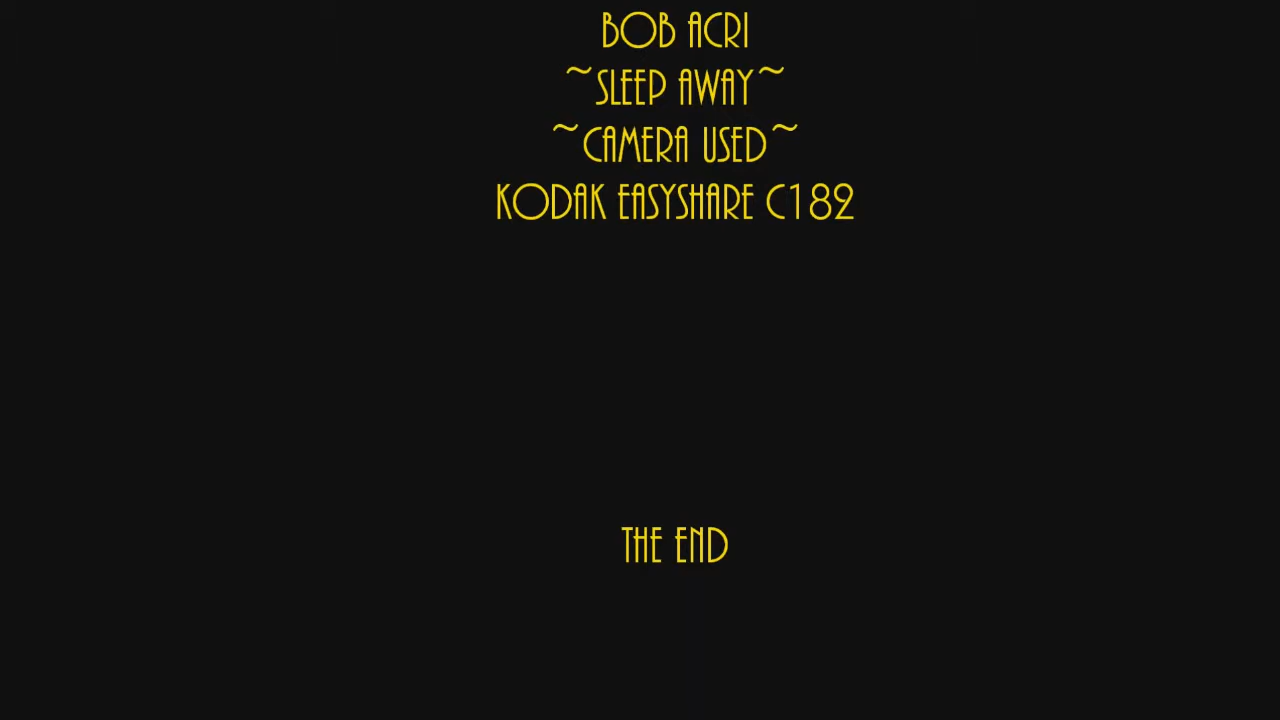 BOB ACRI
~SLEEP AWAY~
~CAMERA USED~
KODAK EASYSHARE C182
THE END